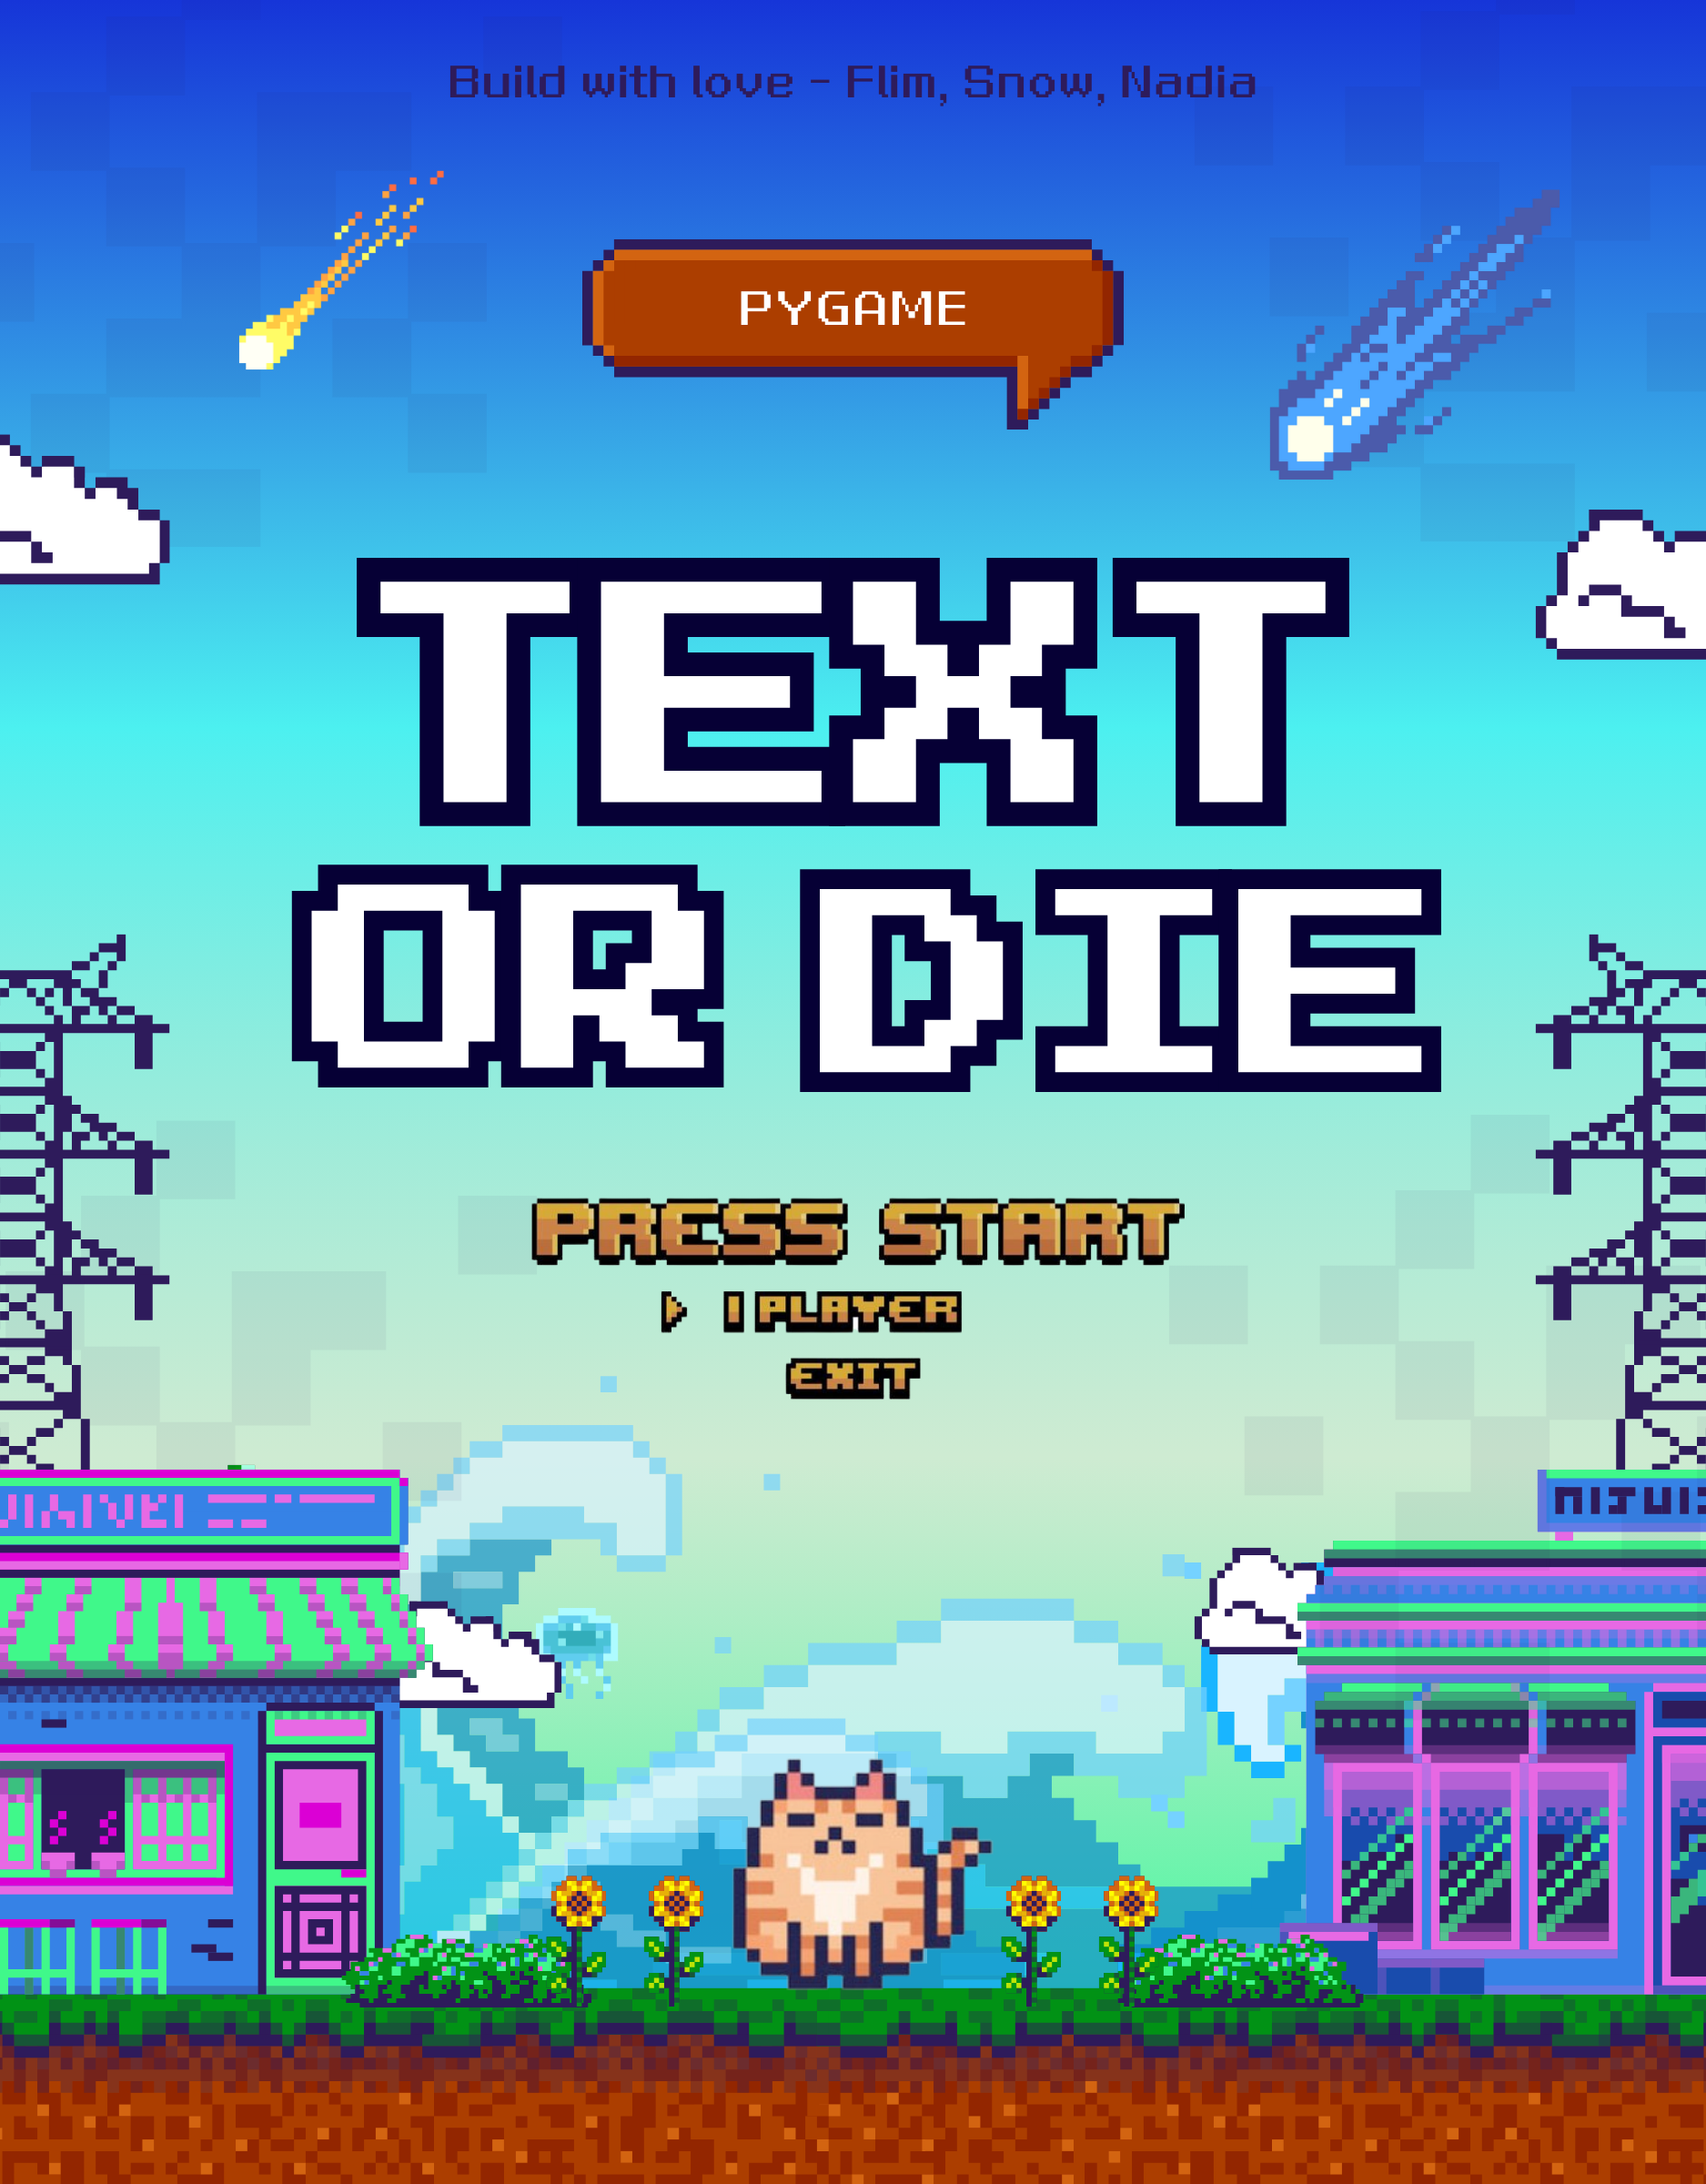 Build with love - Flim, Snow, Nadia
PYGAME
TEXT
OR DIE
PRESS START
1 PLAYER
EXIT